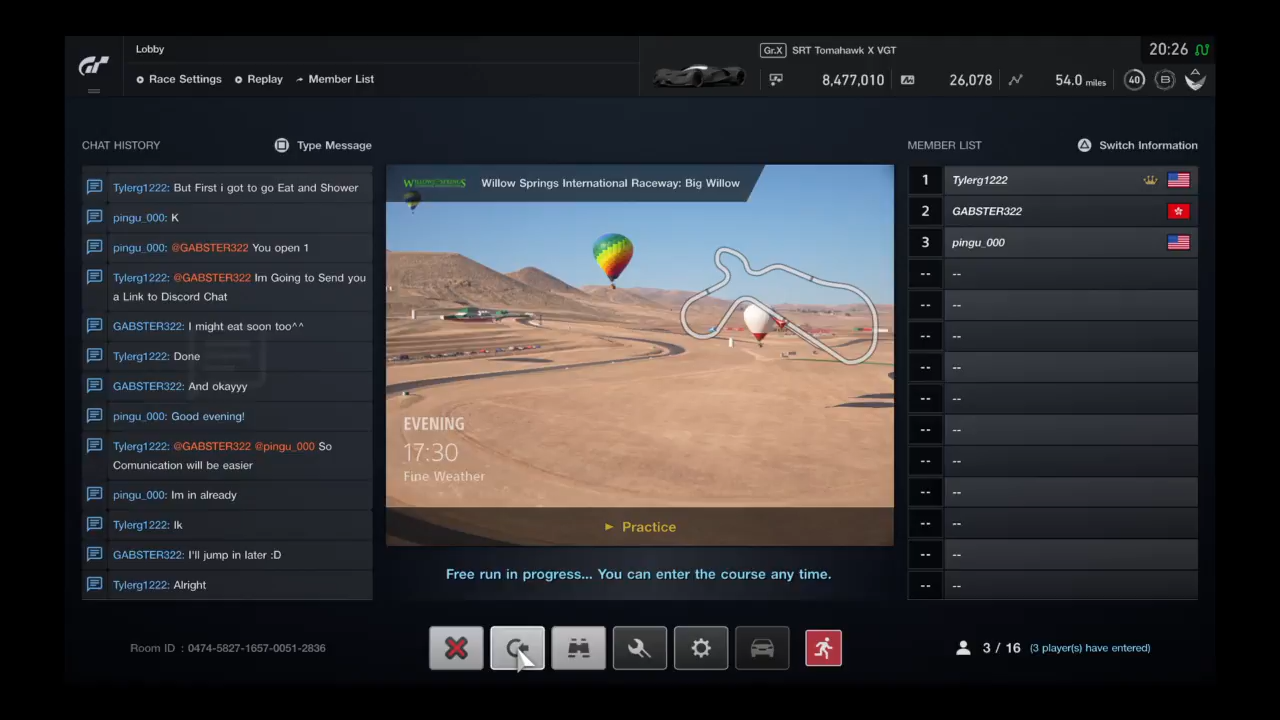 Lobby
Race Settings
Replay
Member List
Gr.X
SRT Tomahawk X VGT
8,477,010
26,078
54.0 miles
40
B
20:26
CHAT HISTORY
Type Message
Tylerg1222: But First i got to go Eat and Shower
pingu_000: K
pingu_000: @GABSTER322 You open 1
Tylerg1222: @GABSTER322 Im Going to Send you
a Link to Discord Chat
GABSTER322: I might eat soon too^^
Tylerg1222: Done
GABSTER322: And okayyy
pingu_000: Good evening!
Tylerg1222: @GABSTER322 @pingu_000 So
Comunication will be easier
pingu_000: Im in already
Tylerg1222: Ik
GABSTER322: I'll jump in later :D
Tylerg1222: Alright
WILLOW SPRINGS
Willow Springs International Raceway: Big Willow
EVENING
17:30
Fine Weather
Practice
Free run in progress... You can enter the course any time.
MEMBER LIST
Switch Information
1 Tylerg1222
2 GABSTER322
3 pingu_000
-- --
-- --
-- --
-- --
-- --
-- --
-- --
-- --
-- --
-- --
-- --
Room ID : 0474-5827-1657-0051-2836
3 / 16 (3 player(s) have entered)